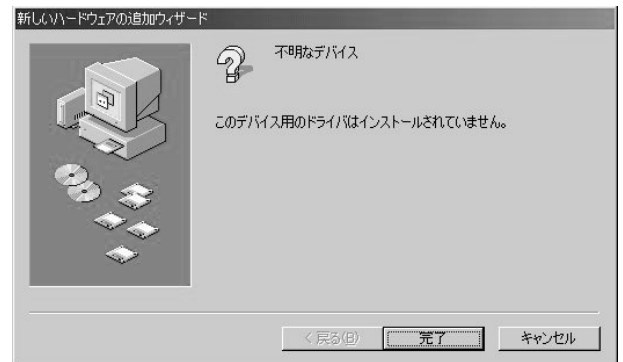 新しいハードウェアの追加ウィザード
不明なデバイス
このデバイス用のドライバはインストールされていません。
< 戻る(B)
完了
キャンセル